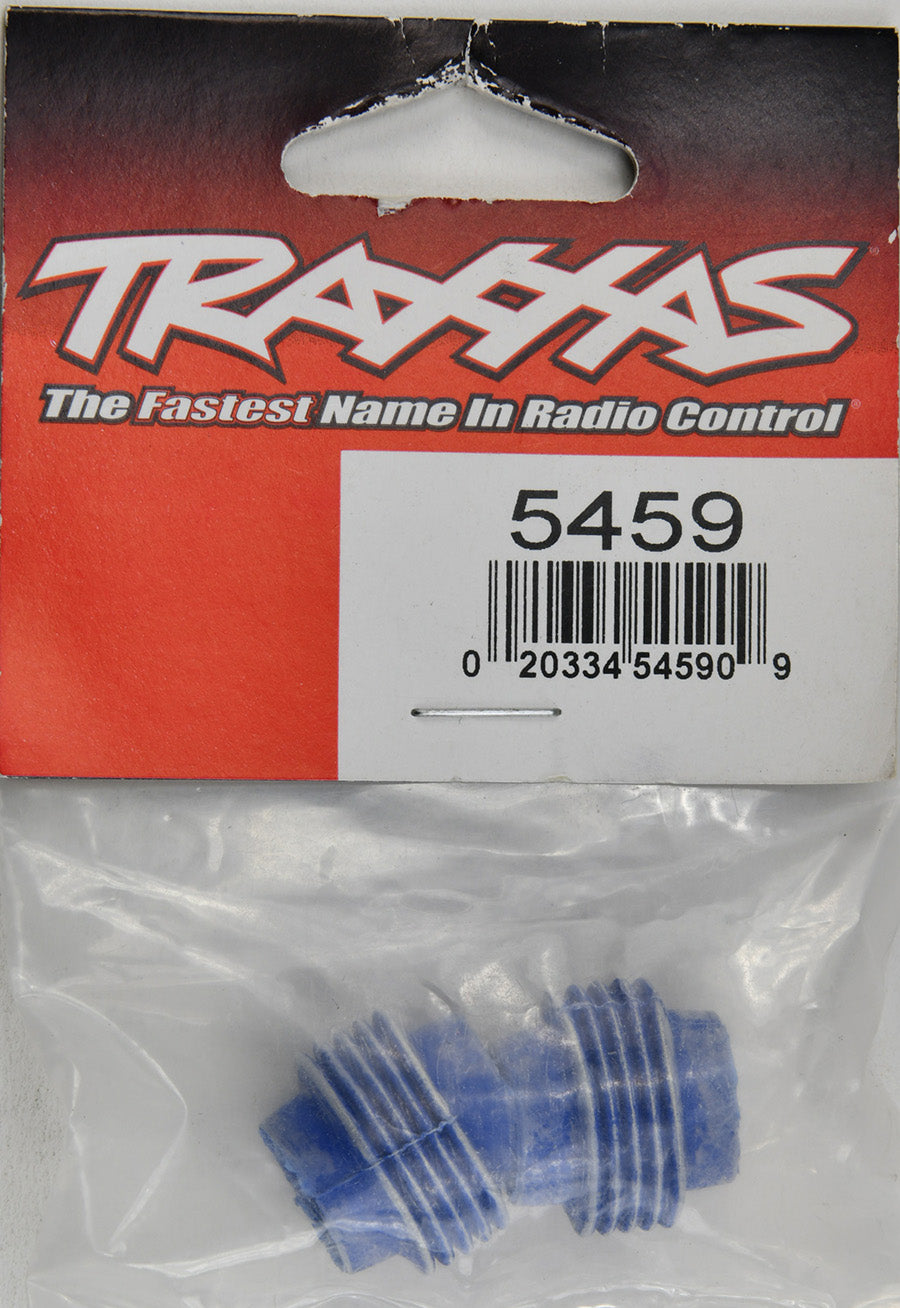 TRAXXAS®
The Fastest Name In Radio Control®
5459
0 20334 54590 9